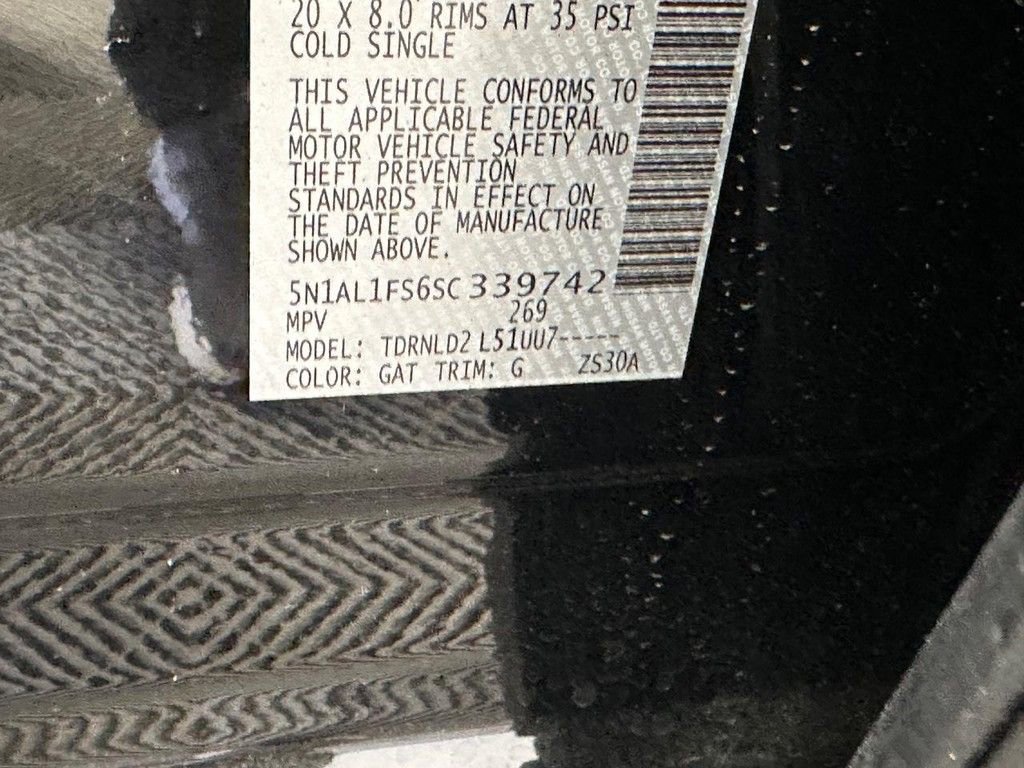 20 X 8.0 RIMS AT 35 PSI
COLD SINGLE
THIS VEHICLE CONFORMS TO
ALL APPLICABLE FEDERAL
MOTOR VEHICLE SAFETY AND
THEFT PREVENTION
STANDARDS IN EFFECT ON
THE DATE OF MANUFACTURE
SHOWN ABOVE.
5N1AL1FS6SC339742
MPV 269
MODEL: TDRNLD2 L51UU7-----
COLOR: GAT TRIM: G ZS30A